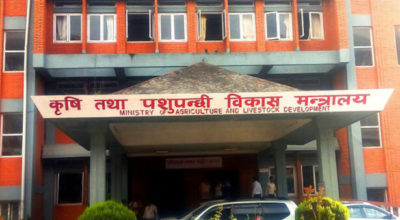 कृषि तथा पशुपन्छी विकास मन्त्रालय
MINISTRY OF AGRICULTURE AND LIVESTOCK DEVELOPMENT